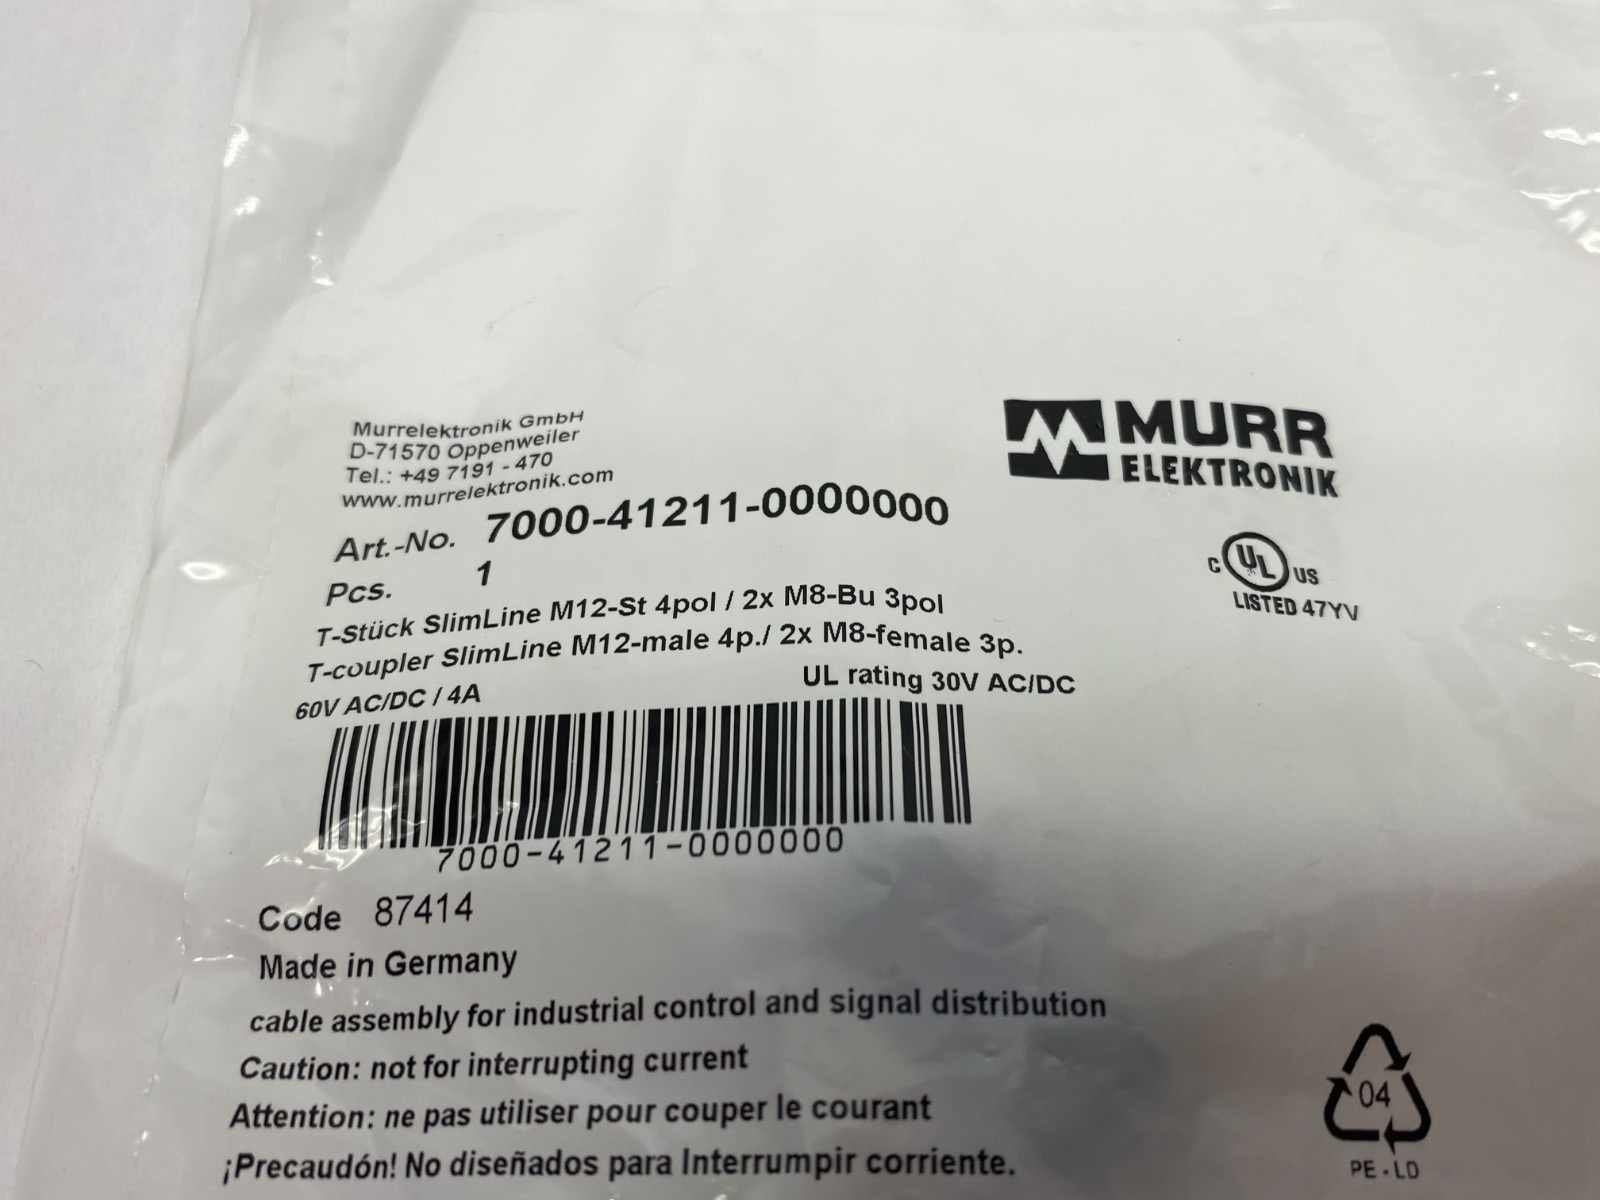 Murrelektronik GmbH
D-71570 Oppenweiler
Tel.: +49 7191 - 470
www.murrelektronik.com
MURR
ELEKTRONIK
Art.-No. 7000-41211-0000000
Pcs. 1
C UL US
LISTED 47YV
T-Stück SlimLine M12-St 4pol / 2x M8-Bu 3pol
T-coupler SlimLine M12-male 4p./ 2x M8-female 3p.
60V AC/DC / 4A UL rating 30V AC/DC
7000-41211-0000000
Code 87414
Made in Germany
cable assembly for industrial control and signal distribution
Caution: not for interrupting current
Attention: ne pas utiliser pour couper le courant
¡Precaudón! No diseñados para Interrumpir corriente.
04
PE-LD